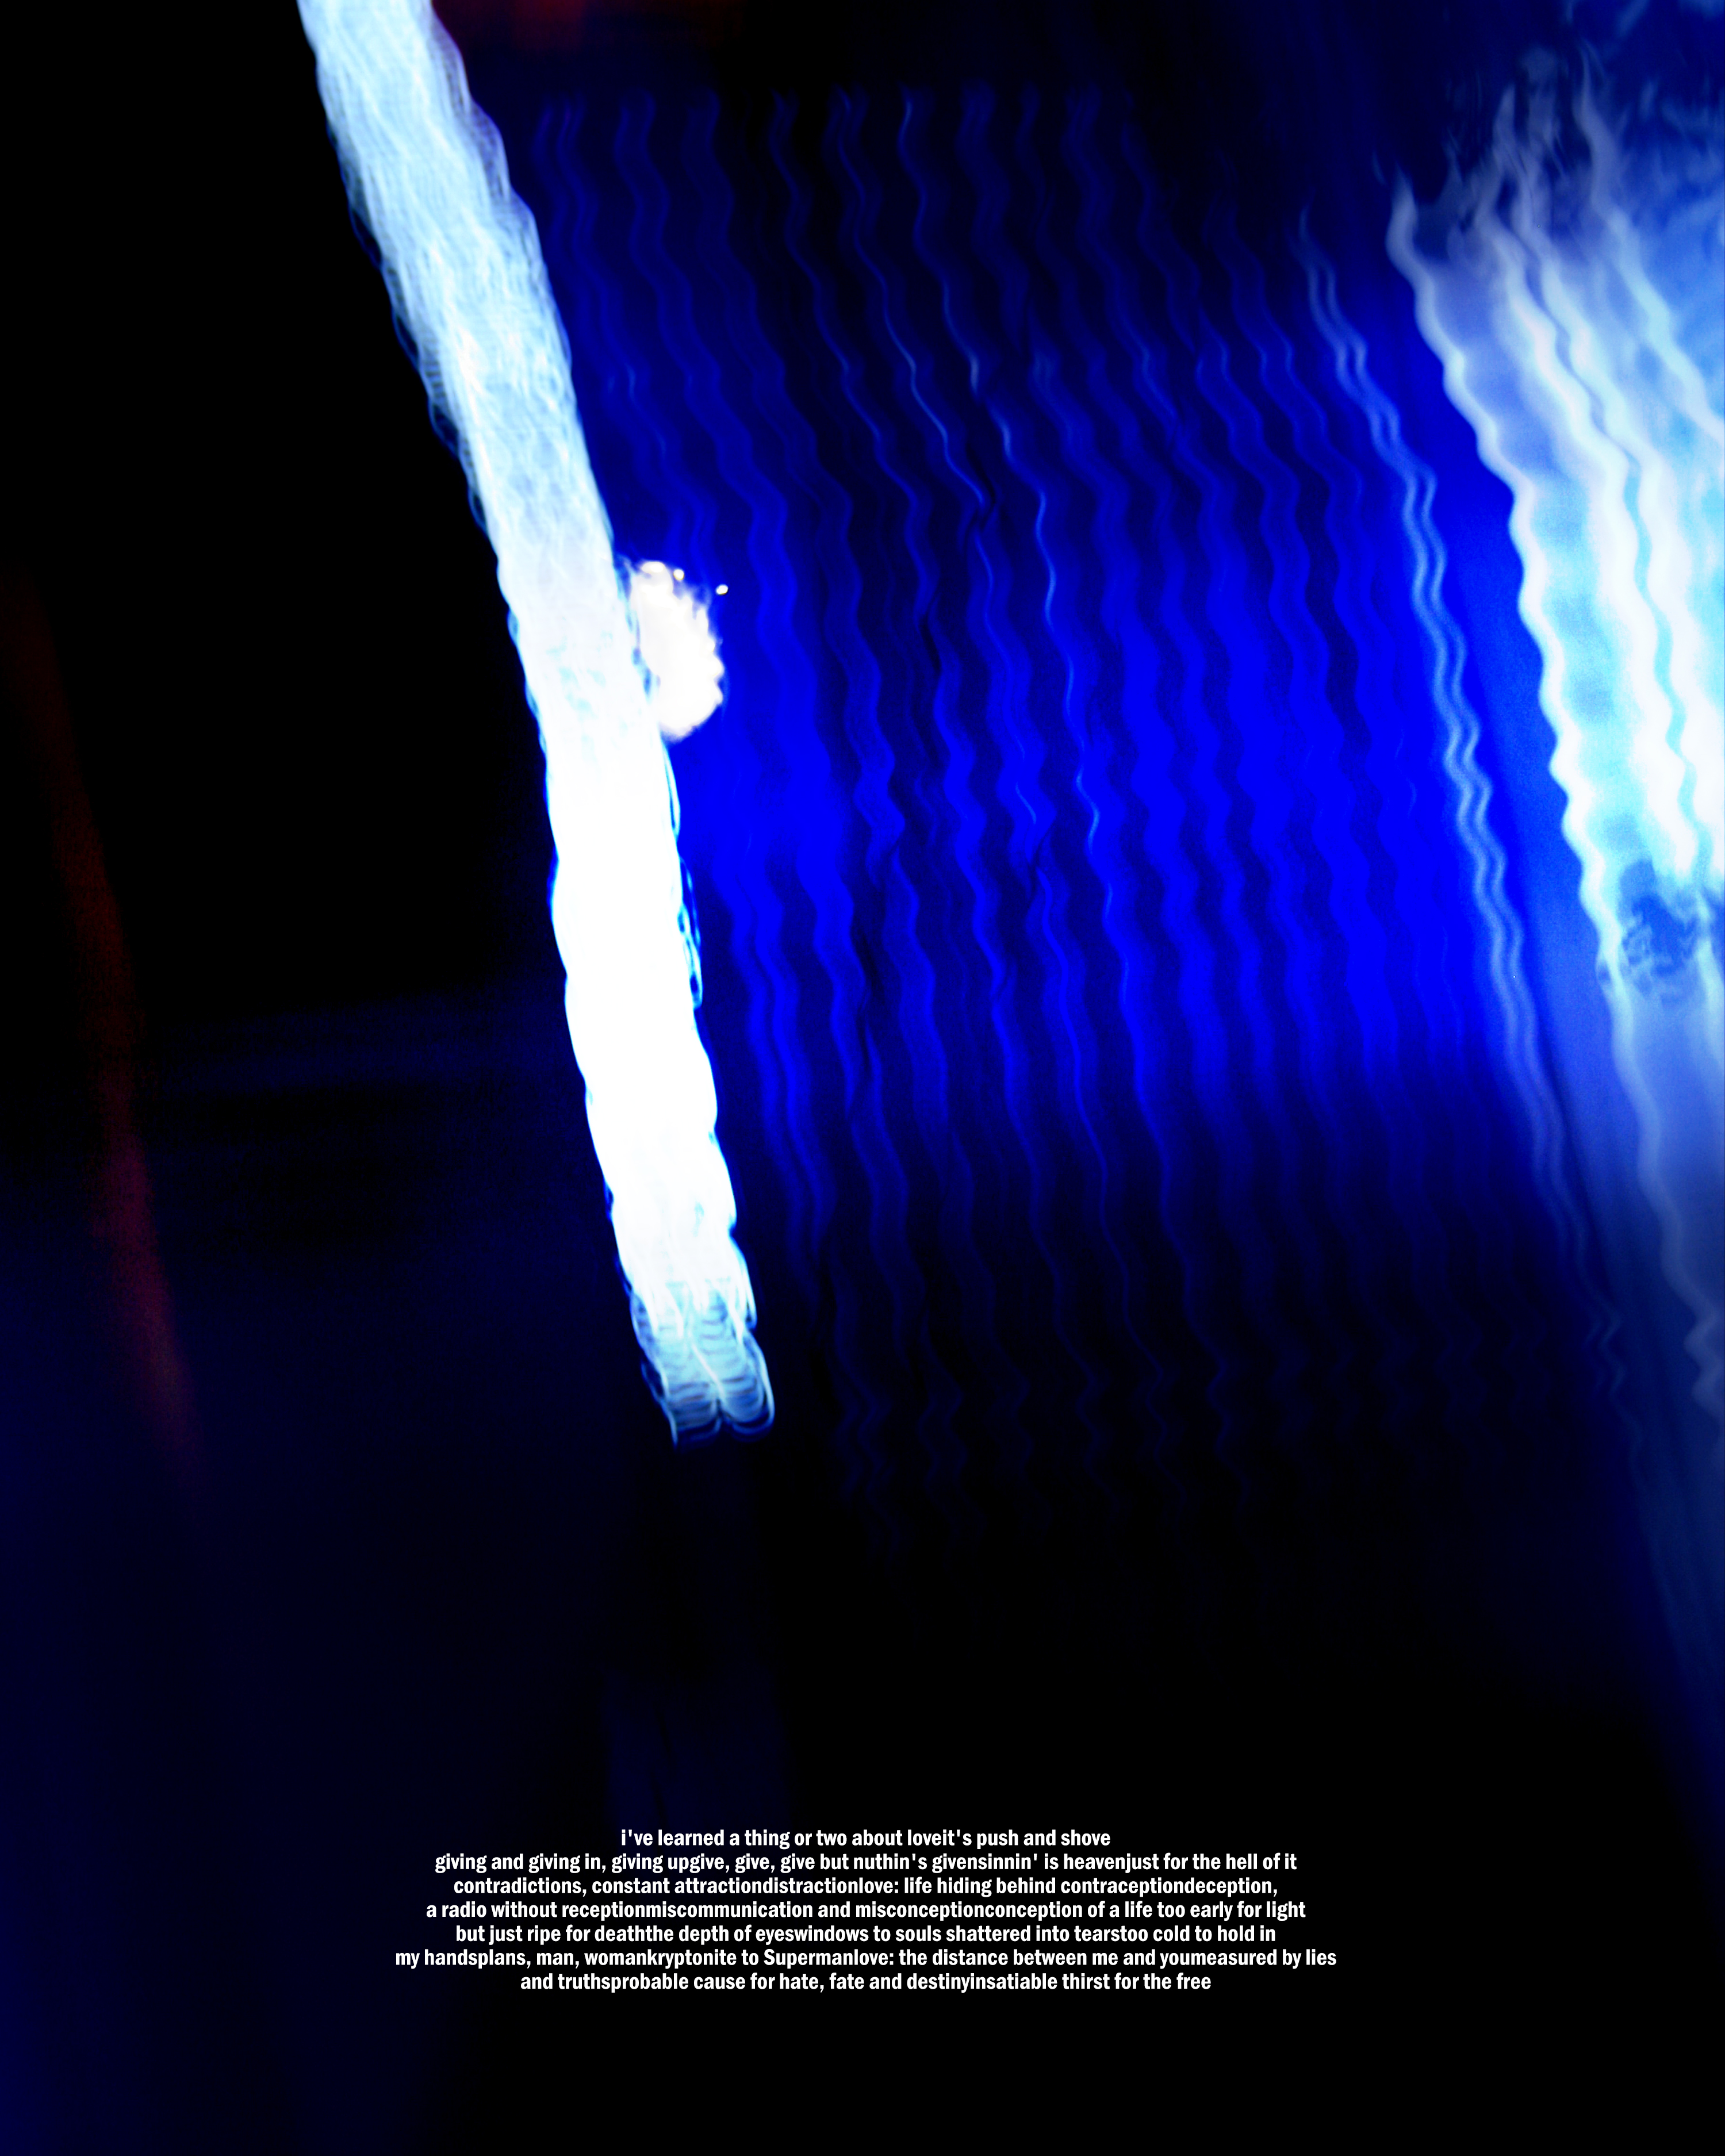 i've learned a thing or two about loveit's push and shove
giving and giving in, giving upgive, give, give but nuthin's givensinnin' is heavenjust for the hell of it
contradictions, constant attractiondistractionlove: life hiding behind contraceptiondeception,
a radio without receptionmiscommunication and misconceptionconception of a life too early for light
but just ripe for deaththe depth of eyeswindows to souls shattered into tearstoo cold to hold in
my handsplans, man, womankryptonite to Supermanlove: the distance between me and youmeasured by lies
and truthsprobable cause for hate, fate and destinyinsatiable thirst for the free